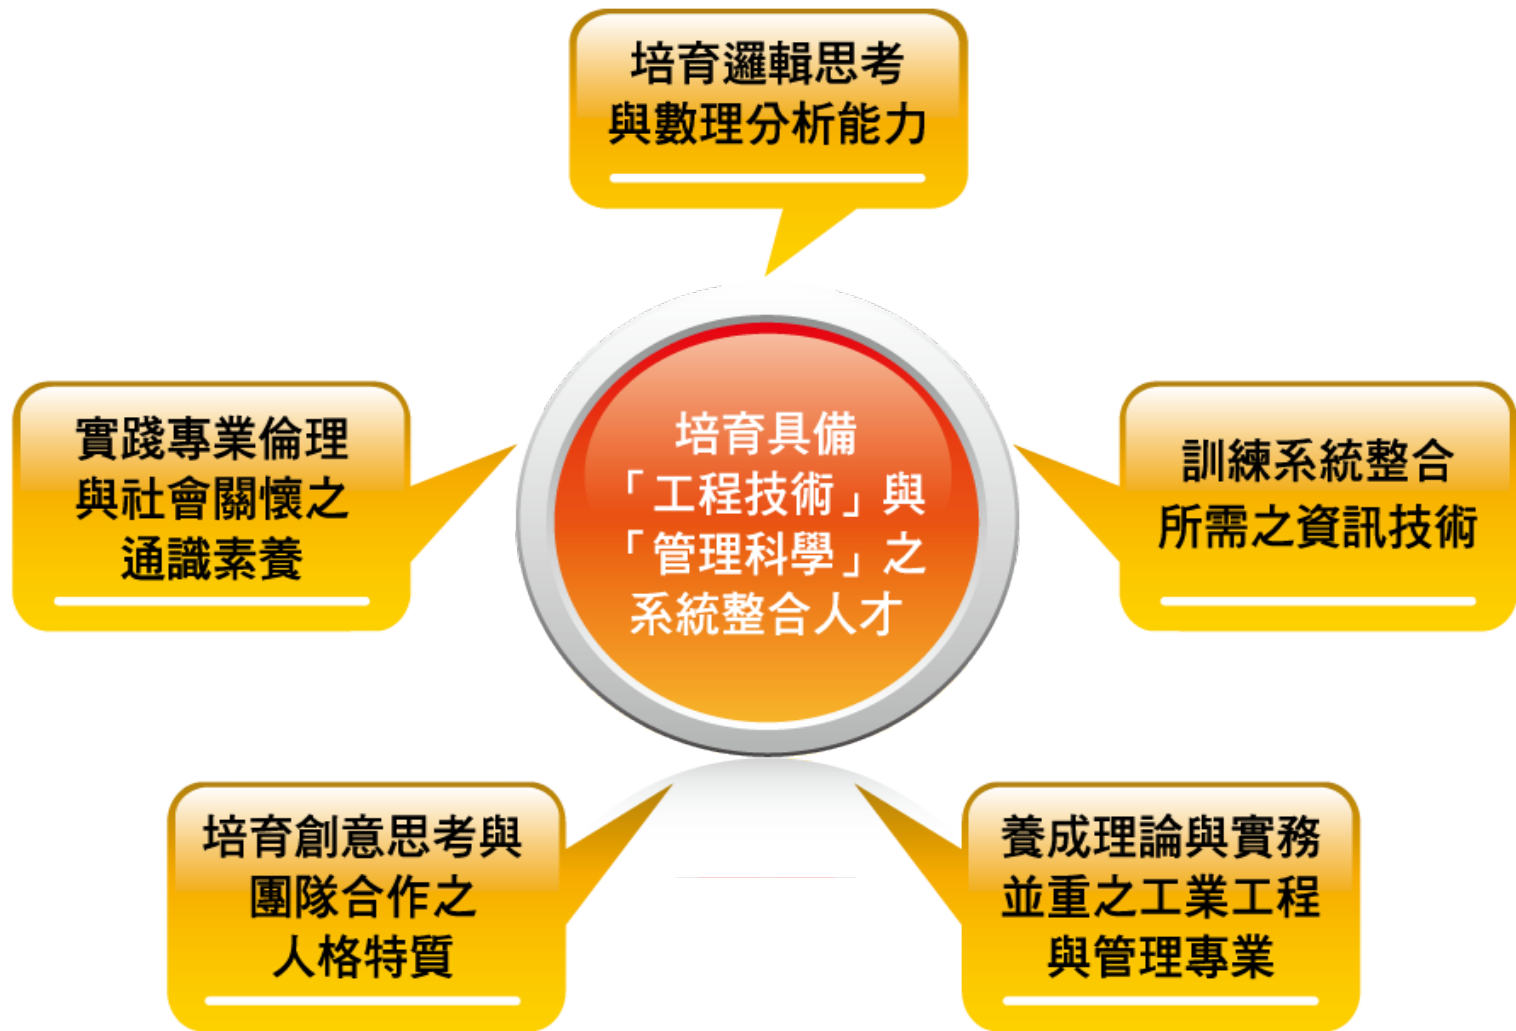 培育邏輯思考
與數理分析能力
實踐專業倫理
與社會關懷之
通識素養
培育具備
「工程技術」與
「管理科學」之
系統整合人才
訓練系統整合
所需之資訊技術
培育創意思考與
團隊合作之
人格特質
養成理論與實務
並重之工業工程
與管理專業